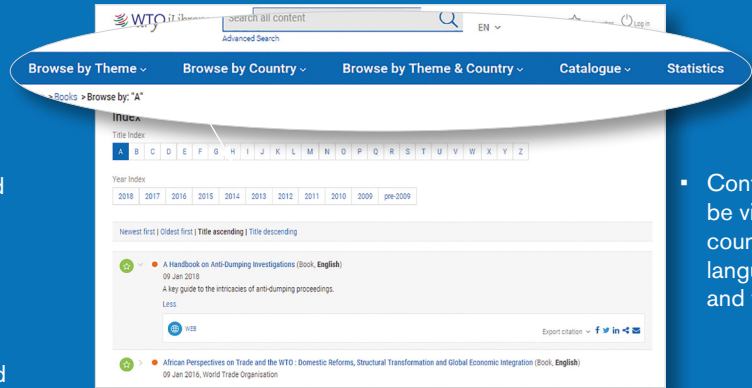 WTO iLibrary
Search all content
EN
Log in
Advanced Search
Browse by Theme
Browse by Country
Browse by Theme & Country
Catalogue
Statistics
> Books > Browse by: "A"
Index
Title Index
A B C D E F G H I J K L M N O P Q R S T U V W X Y Z
Year Index
2018 2017 2016 2015 2014 2013 2012 2011 2010 2009 pre-2009
Newest first | Oldest first | Title ascending | Title descending
A Handbook on Anti-Dumping Investigations (Book, English)
09 Jan 2018
A key guide to the intricacies of anti-dumping proceedings.
Less
WEB
Export citation
African Perspectives on Trade and the WTO : Domestic Reforms, Structural Transformation and Global Economic Integration (Book, English)
09 Jan 2016, World Trade Organisation
be